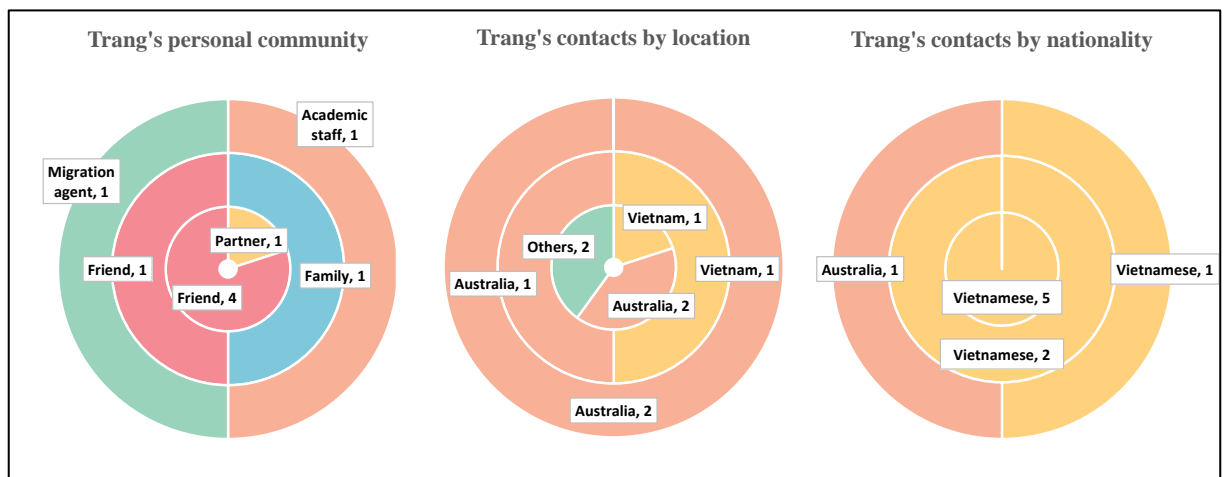 Trang's personal community
Academic
staff, 1
Migration
agent, 1
Partner, 1
Friend, 1
Family, 1
Friend, 4
Trang's contacts by location
Vietnam, 1
Others, 2
Vietnam, 1
Australia, 1
Australia, 2
Australia, 2
Trang's contacts by nationality
Australia, 1
Vietnamese, 1
Vietnamese, 5
Vietnamese, 2